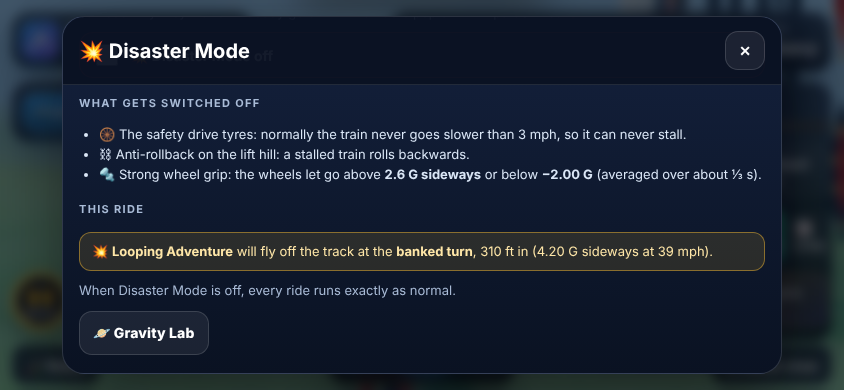 💥 Disaster Mode
off
×
WHAT GETS SWITCHED OFF
• 🛞 The safety drive tyres: normally the train never goes slower than 3 mph, so it can never stall.
• ⛓ Anti-rollback on the lift hill: a stalled train rolls backwards.
• 🔩 Strong wheel grip: the wheels let go above 2.6 G sideways or below −2.00 G (averaged over about ⅓ s).
THIS RIDE
💥 Looping Adventure will fly off the track at the banked turn, 310 ft in (4.20 G sideways at 39 mph).
When Disaster Mode is off, every ride runs exactly as normal.
🪐 Gravity Lab